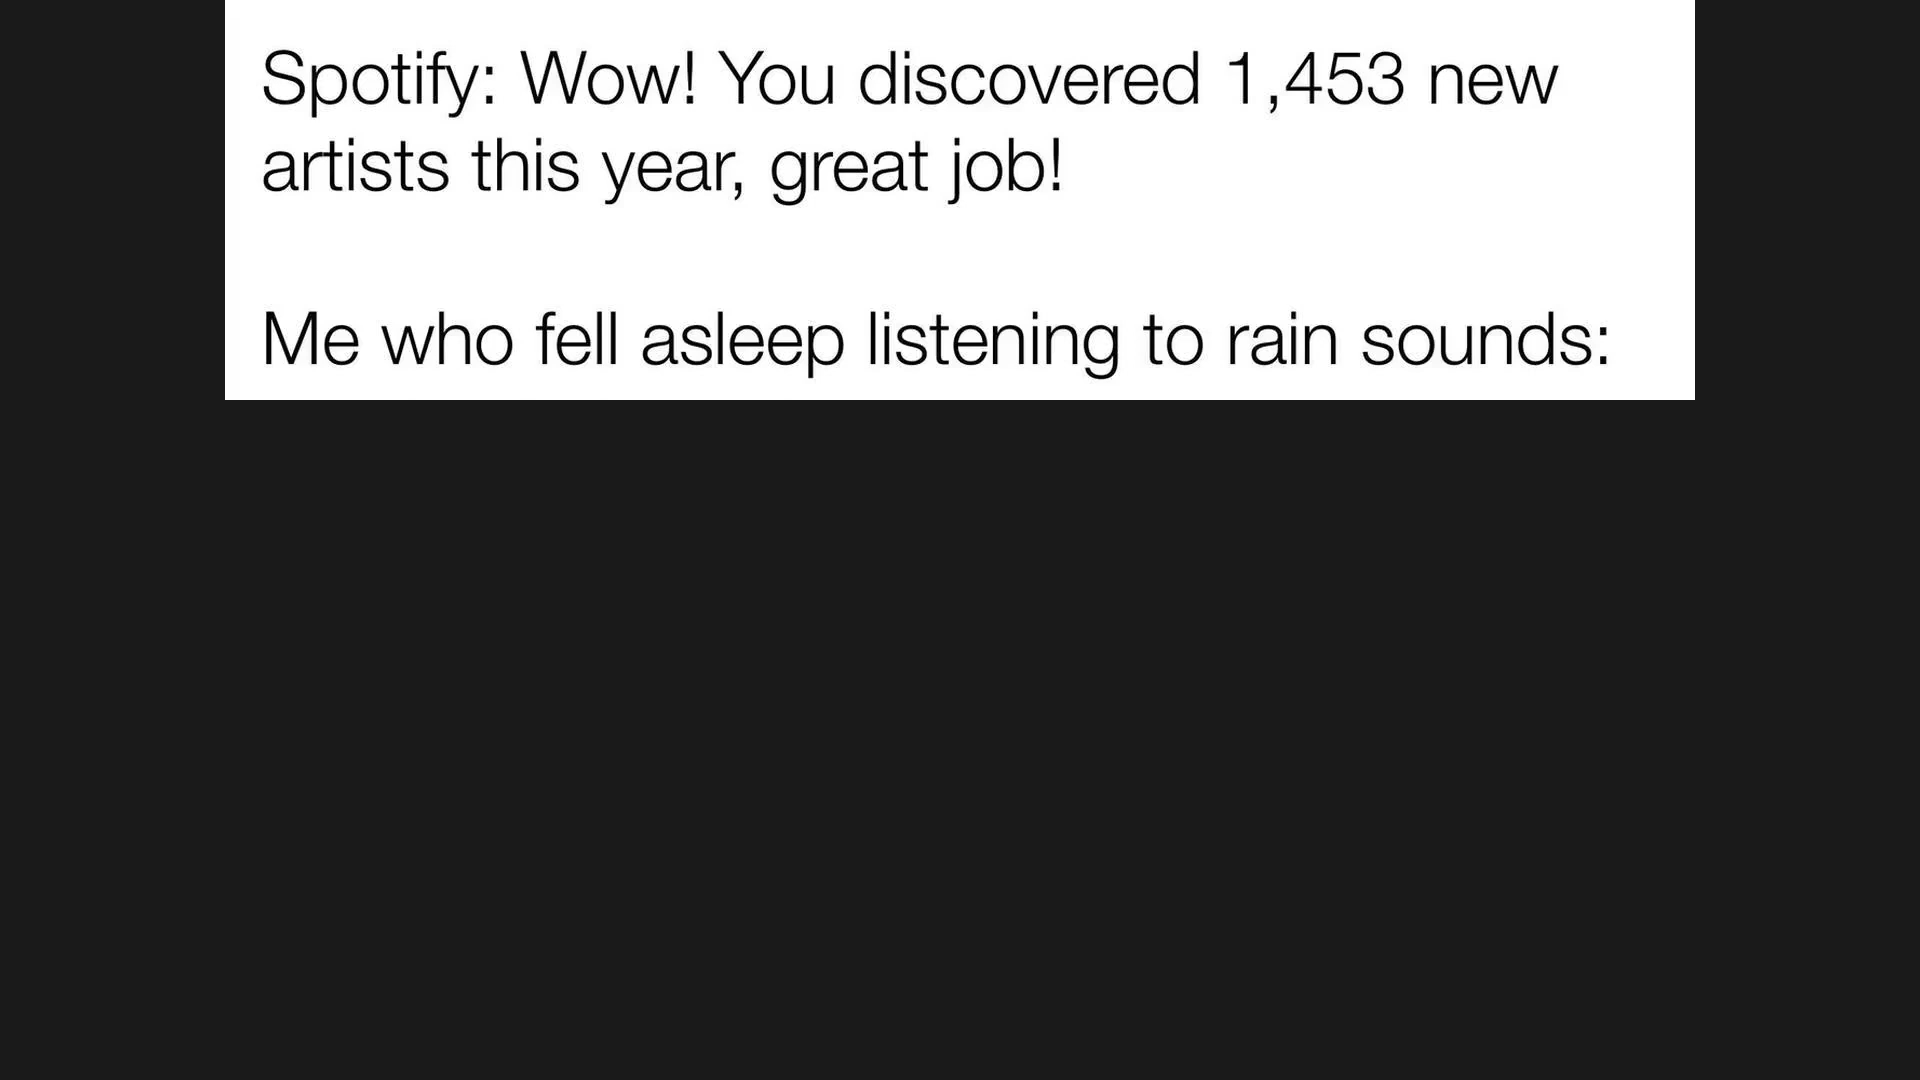 Spotify: Wow! You discovered 1,453 new
artists this year, great job!
Me who fell asleep listening to rain sounds: